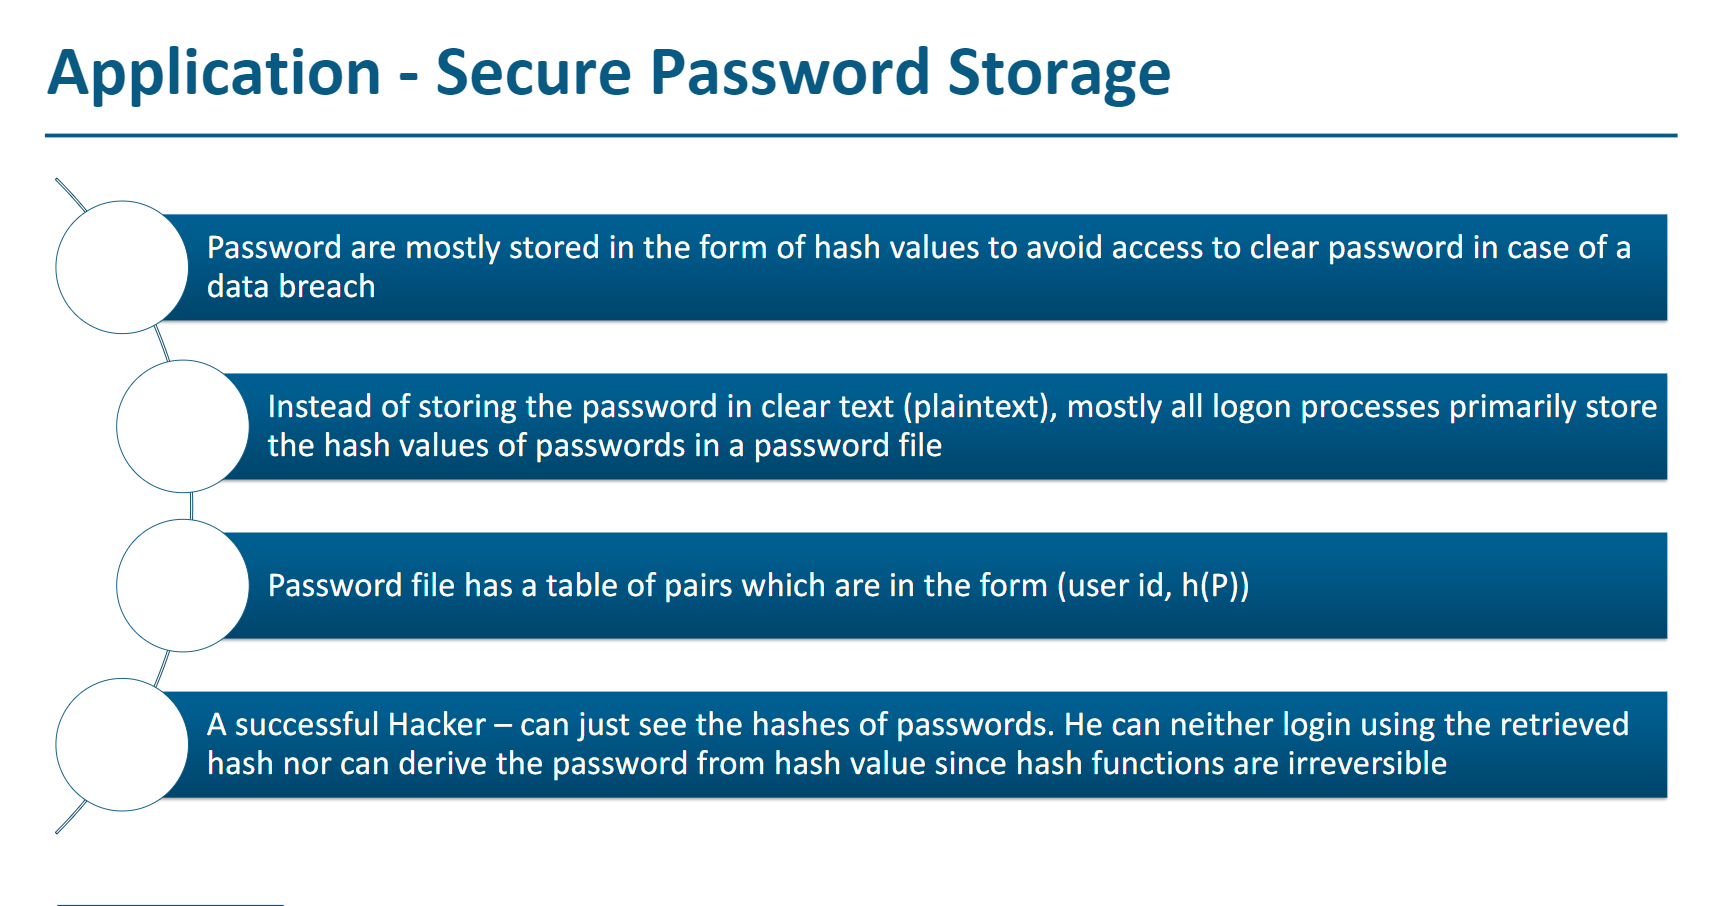 Application - Secure Password Storage
Password are mostly stored in the form of hash values to avoid access to clear password in case of a
data breach
Instead of storing the password in clear text (plaintext), mostly all logon processes primarily store
the hash values of passwords in a password file
Password file has a table of pairs which are in the form (user id, h(P))
A successful Hacker – can just see the hashes of passwords. He can neither login using the retrieved
hash nor can derive the password from hash value since hash functions are irreversible